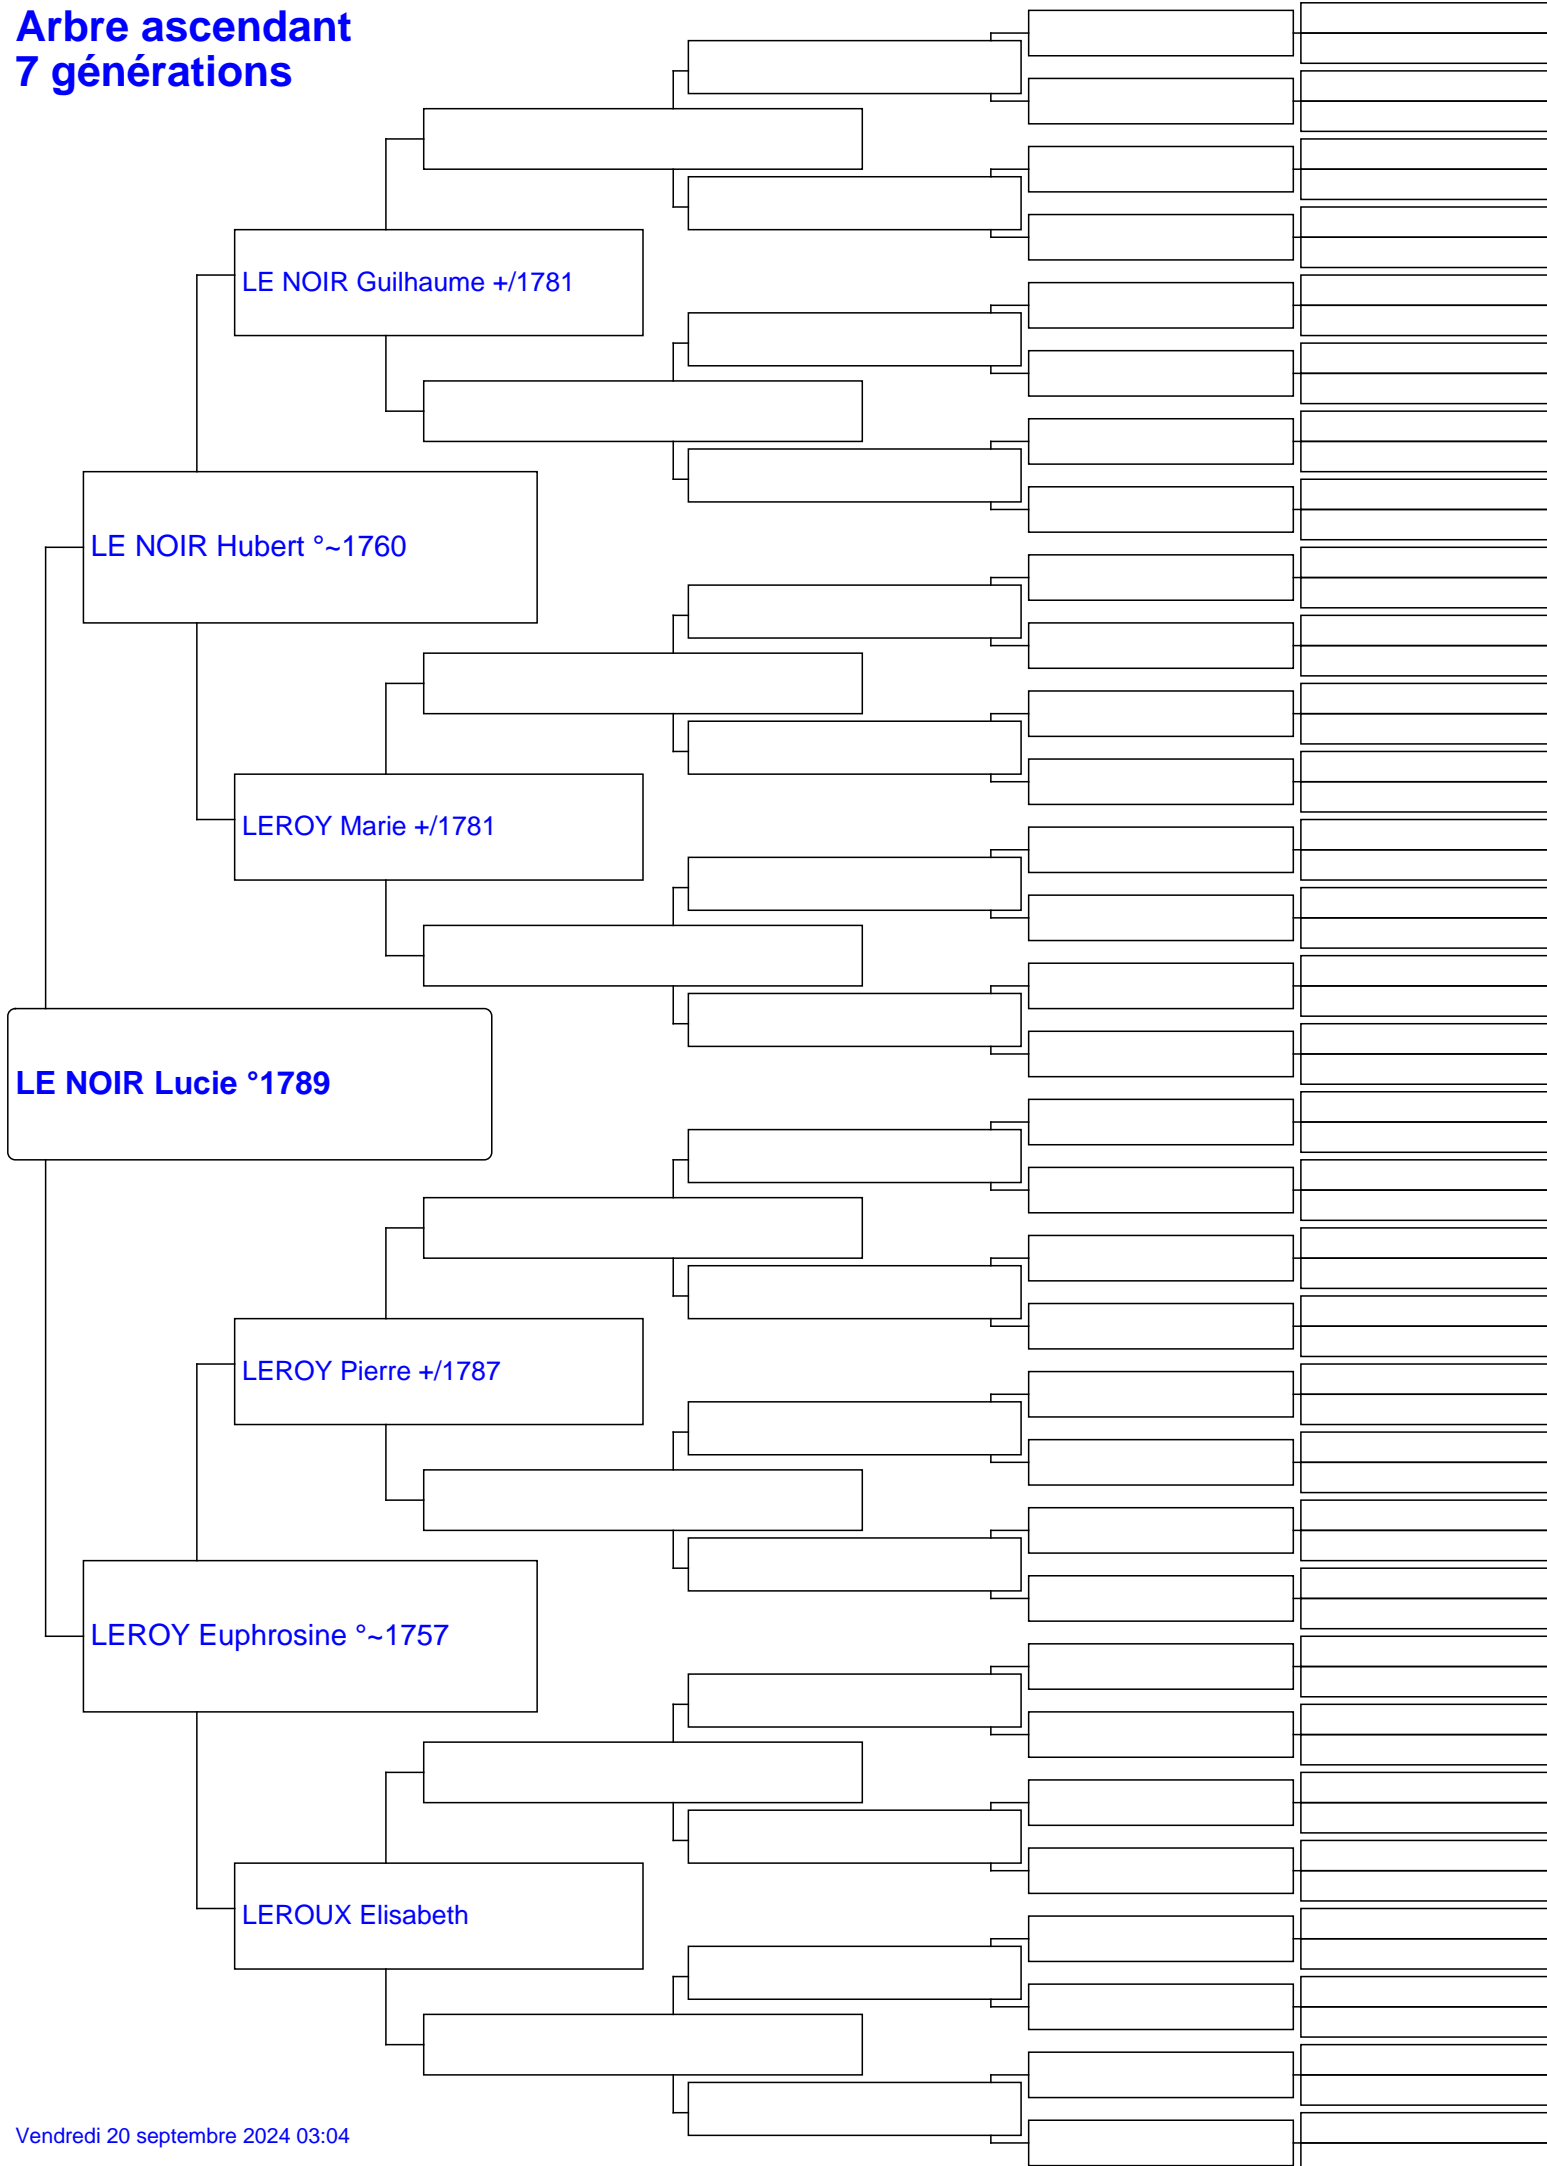 Arbre ascendant
7 générations
LE NOIR Guilhaume +/1781
LE NOIR Hubert °~1760
LEROY Marie +/1781
LE NOIR Lucie °1789
LEROY Pierre +/1787
LEROY Euphrosine °~1757
LEROUX Elisabeth
Vendredi 20 septembre 2024 03:04